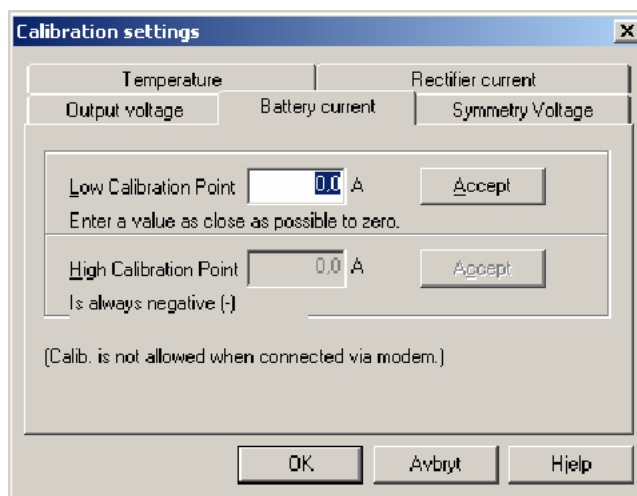 Calibration settings
Temperature
Rectifier current
Output voltage
Battery current
Symmetry Voltage
Low Calibration Point 0,0 A Accept
Enter a value as close as possible to zero.
High Calibration Point 0,0 A Accept
Is always negative (-)
(Calib. is not allowed when connected via modem.)
OK
Avbryt
Hjelp